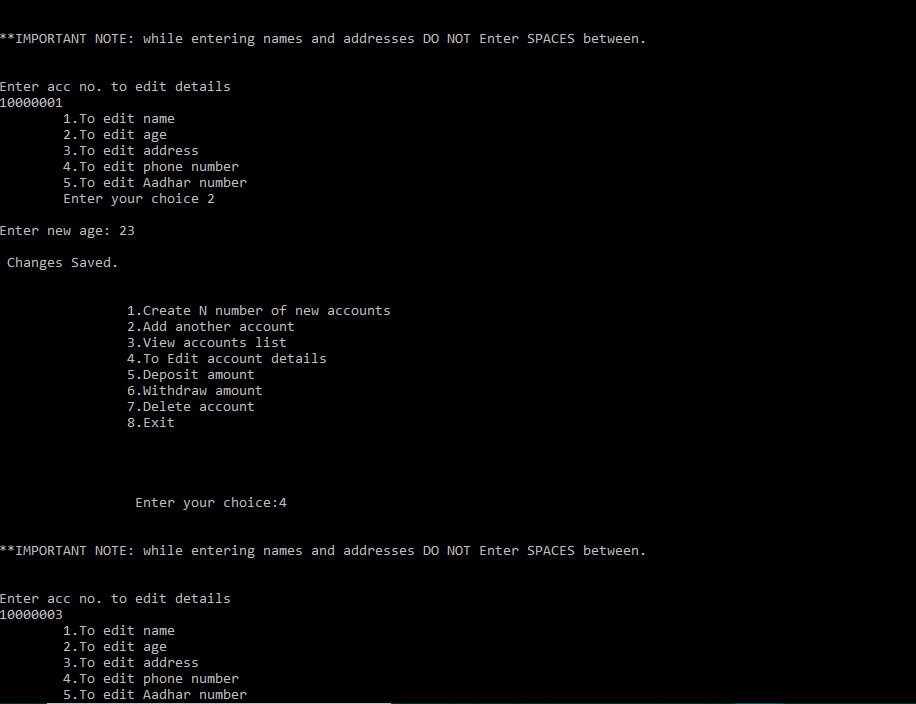 **IMPORTANT NOTE: while entering names and addresses DO NOT Enter SPACES between.
Enter acc no. to edit details
10000001
1.To edit name
2.To edit age
3.To edit address
4.To edit phone number
5.To edit Aadhar number
Enter your choice 2
Enter new age: 23
Changes Saved.
1.Create N number of new accounts
2.Add another account
3.View accounts list
4.To Edit account details
5.Deposit amount
6.Withdraw amount
7.Delete account
8.Exit
Enter your choice:4
**IMPORTANT NOTE: while entering names and addresses DO NOT Enter SPACES between.
Enter acc no. to edit details
10000003
1.To edit name
2.To edit age
3.To edit address
4.To edit phone number
5.To edit Aadhar number